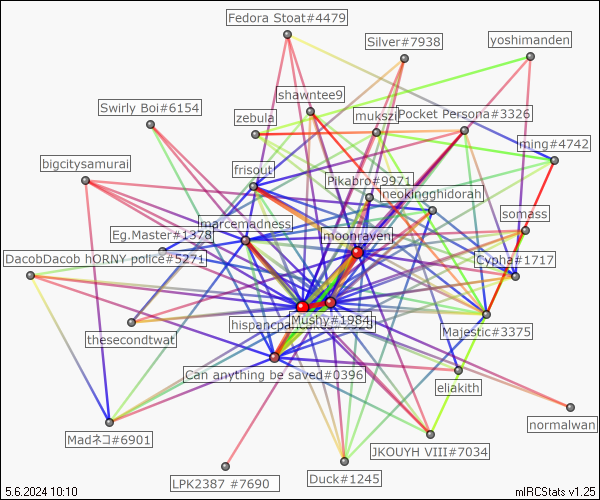 Fedora Stoat#4479
Silver#7938
yoshimanden
shawntee9
Swirly Boi#6154
zebula
mukszi
Pocket Persona#3326
ming#4742
bigcitysamurai
frisout
Pikabro#9971
neokingghidorah
somass
marcemadness
Eg.Master#1378
moonraven
DacobDacob hORNY police#5271
Cypha#1717
Mushy#1984
Majestic#3375
thesecondtwat
Can anything be saved#0396
eliakith
normalwan
Madネコ#6901
JKOUYH VIII#7034
LPK2387 #7690
Duck#1245
5.6.2024 10:10
mIRCStats v1.25